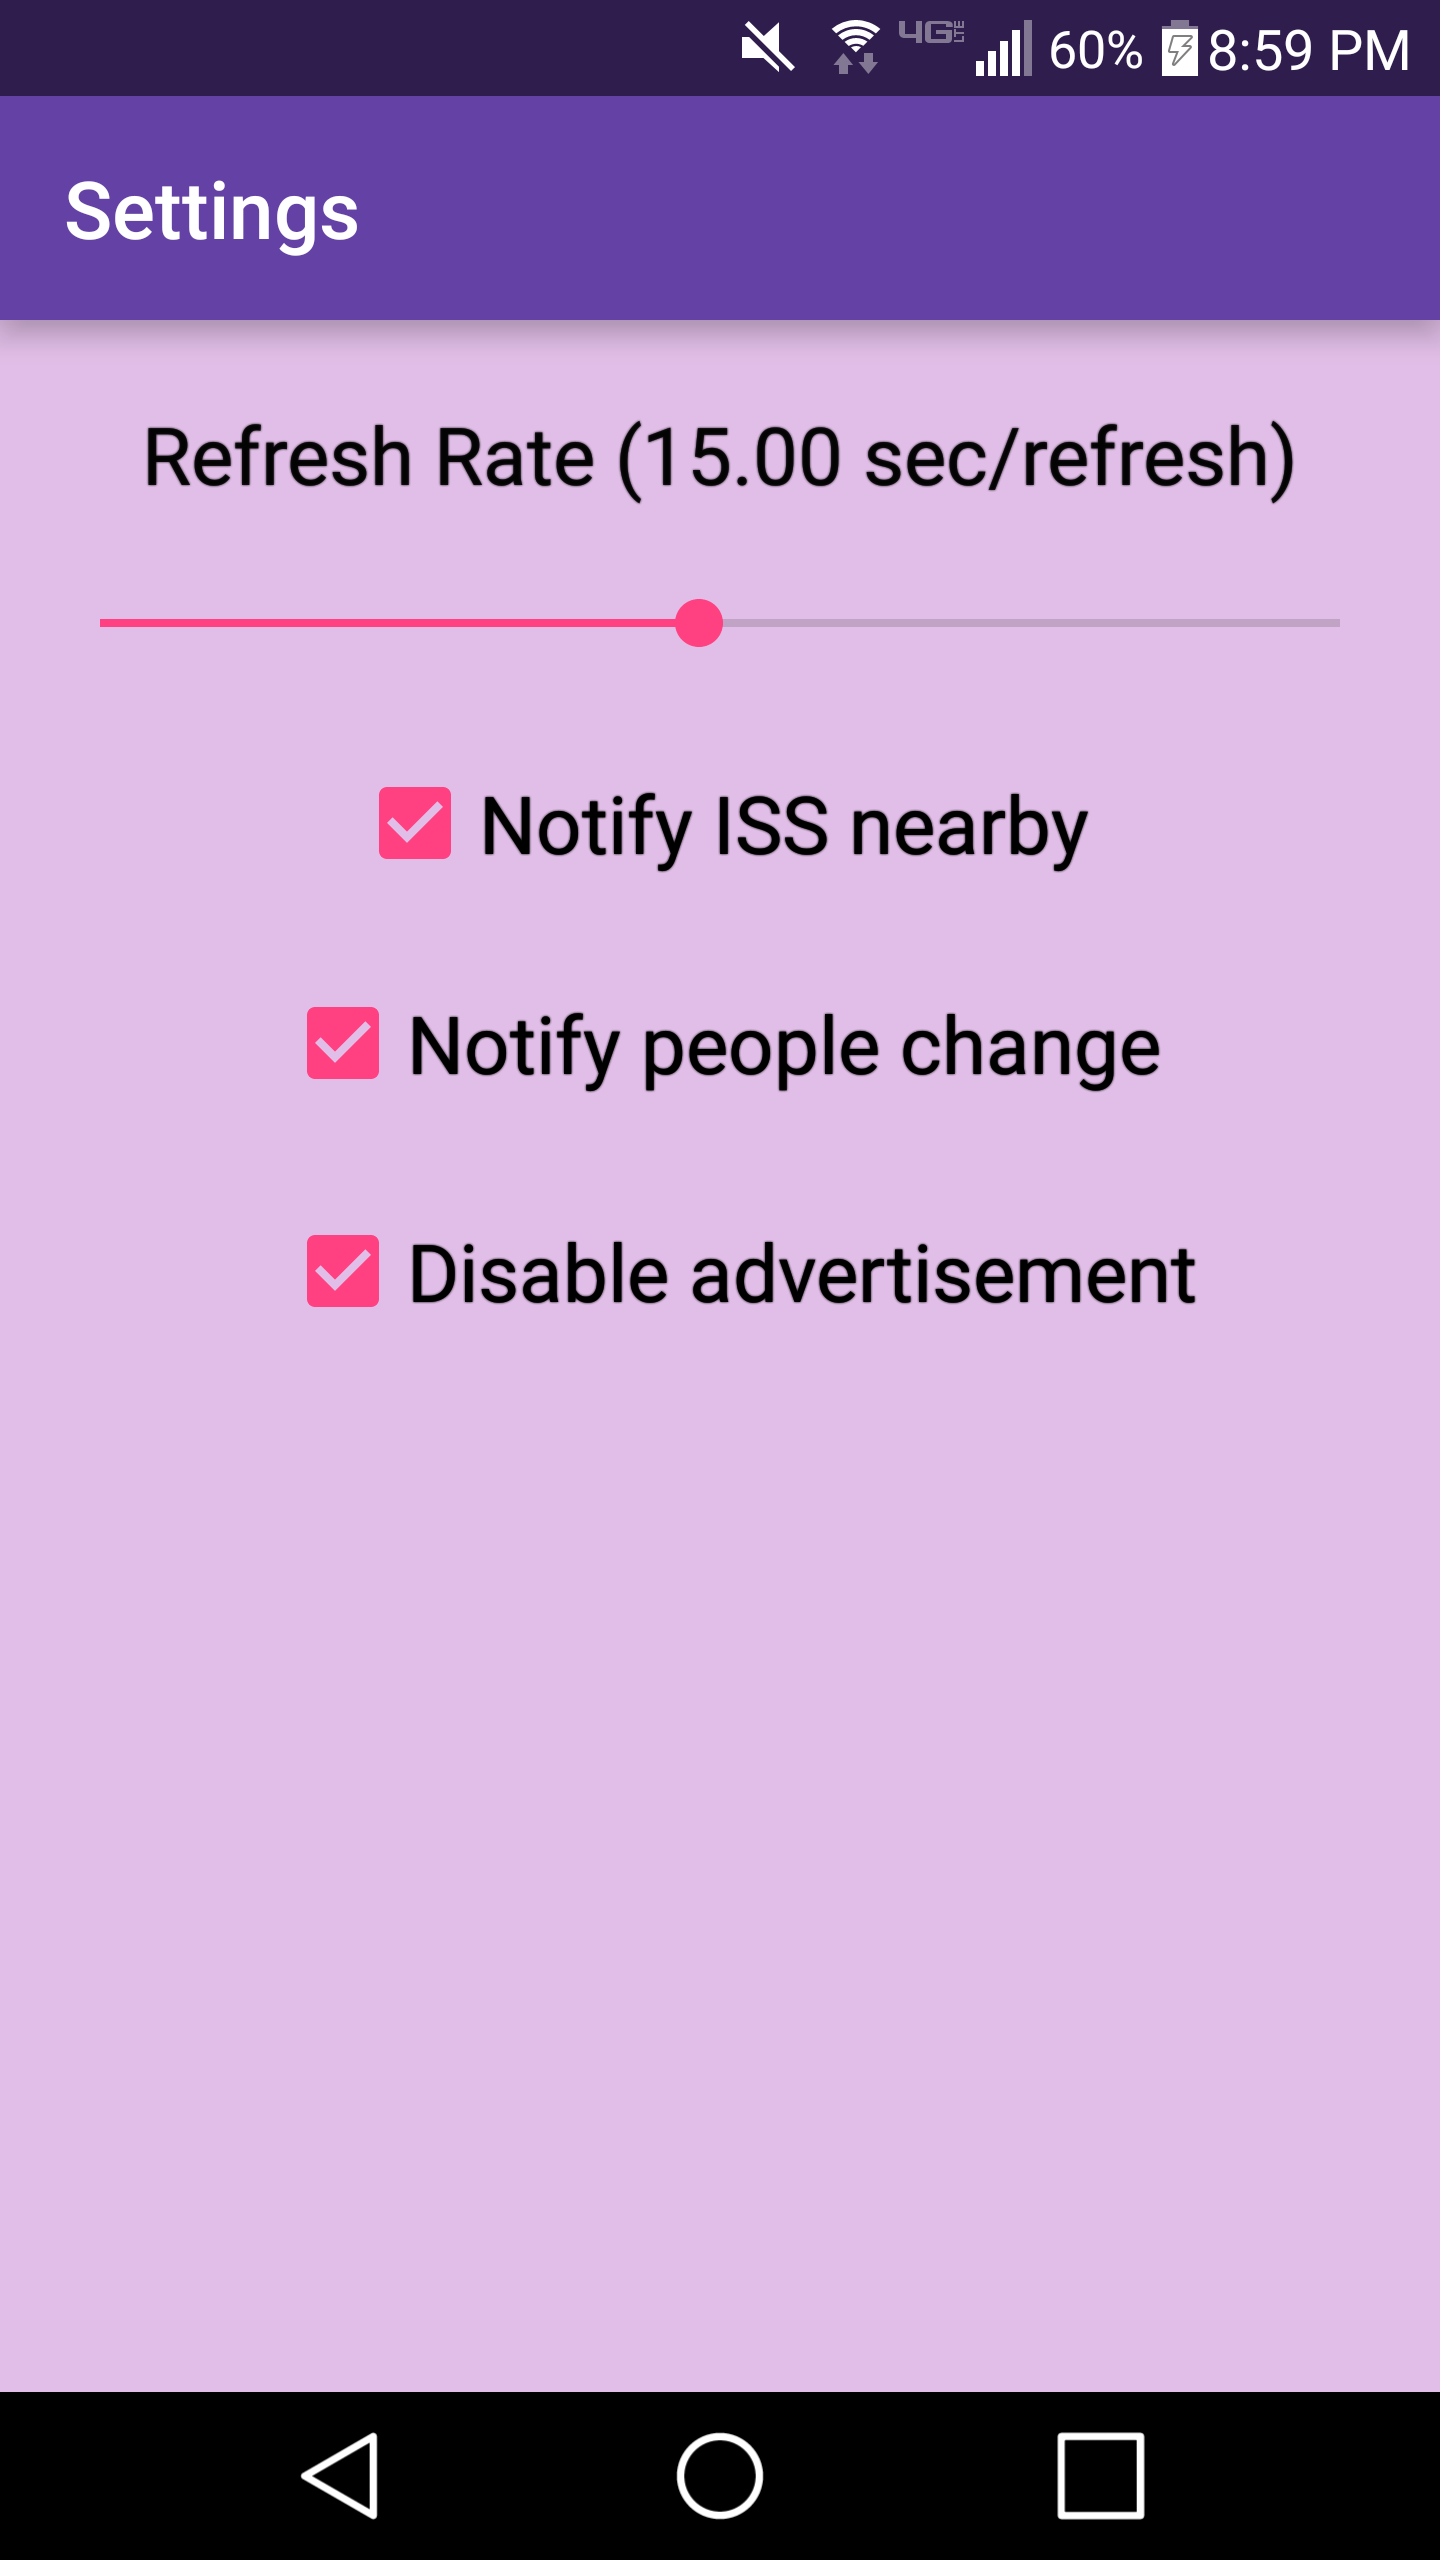 4G LTE 60% 8:59 PM
Settings
Refresh Rate (15.00 sec/refresh)
Notify ISS nearby
Notify people change
Disable advertisement